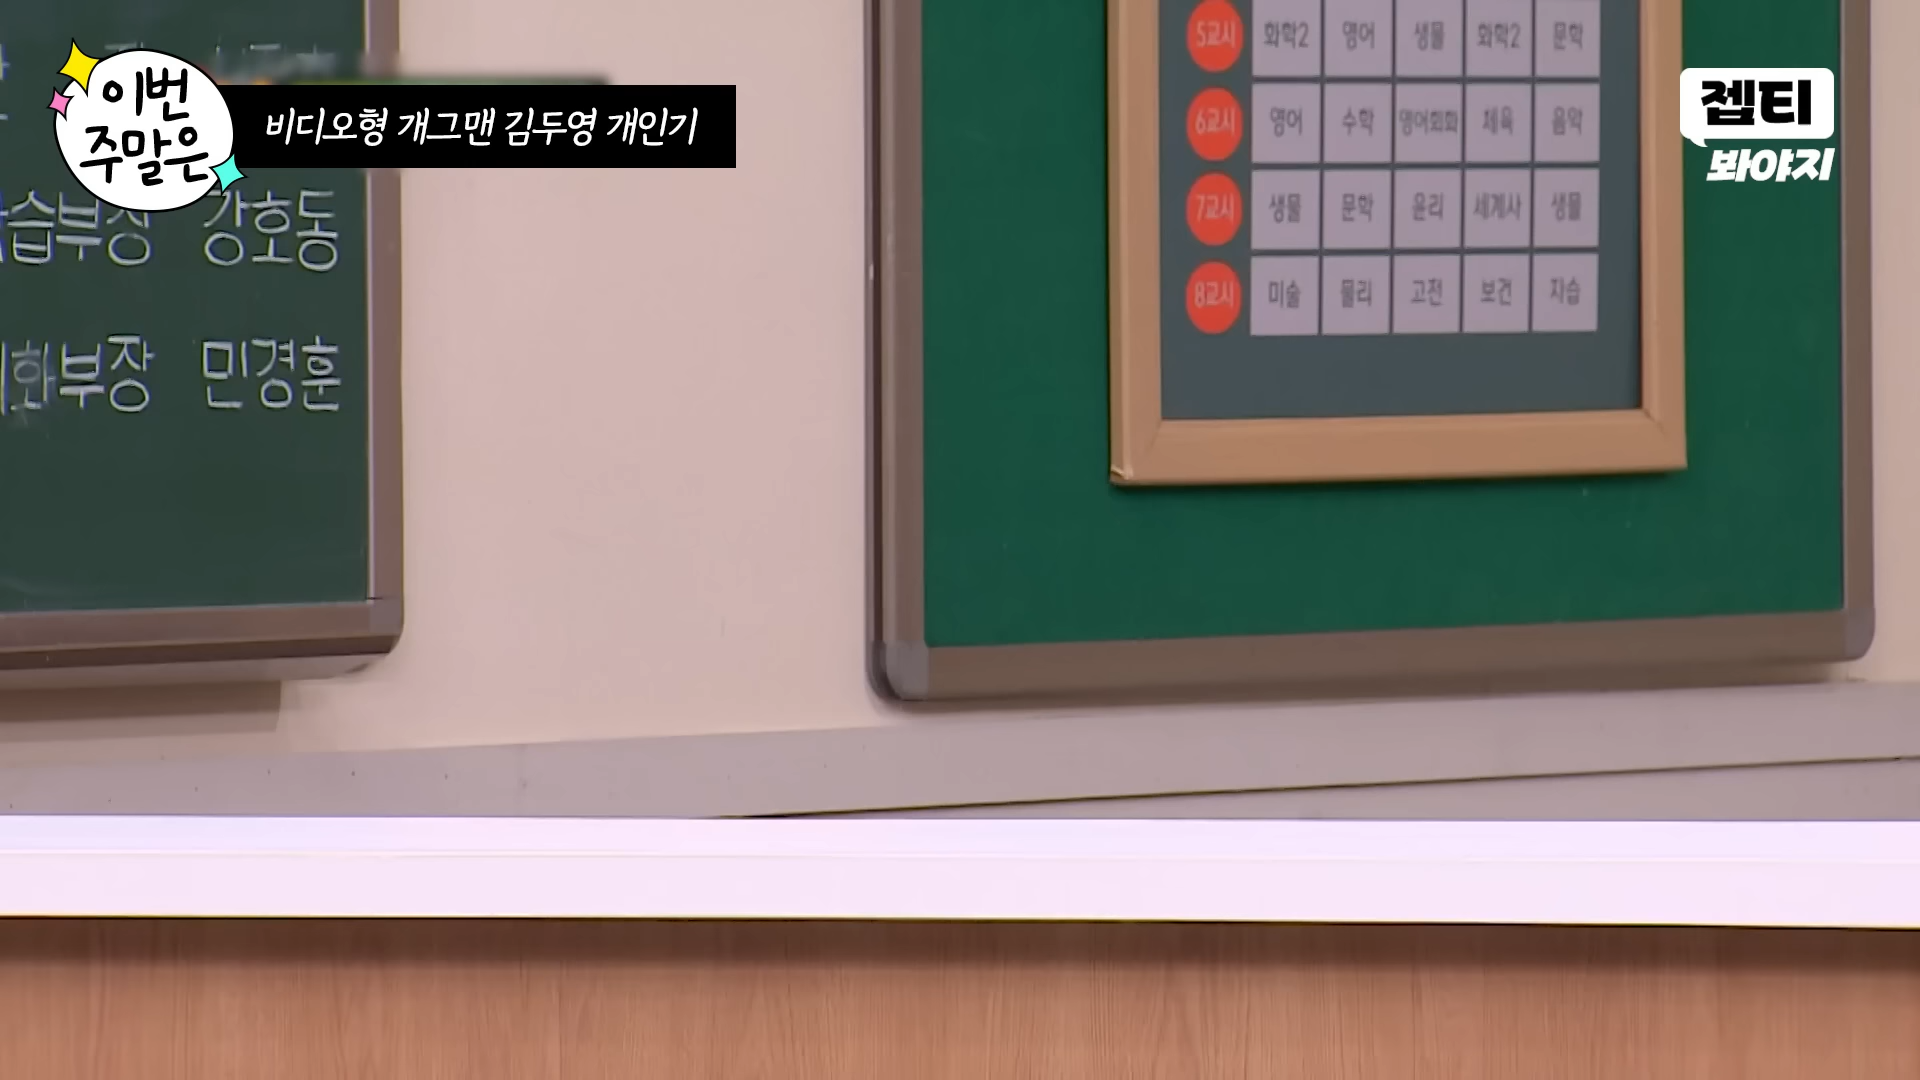 이번
주말은
비디오형 개그맨 김두영 개인기
젭티
봐야지
습부장 강호동
화부장 민경훈
5교시 화학2 영어 생물 화학2 문학
6교시 영어 수학 영어회화 체육 음악
7교시 생물 문학 윤리 세계사 생물
8교시 미술 물리 고전 보건 자습